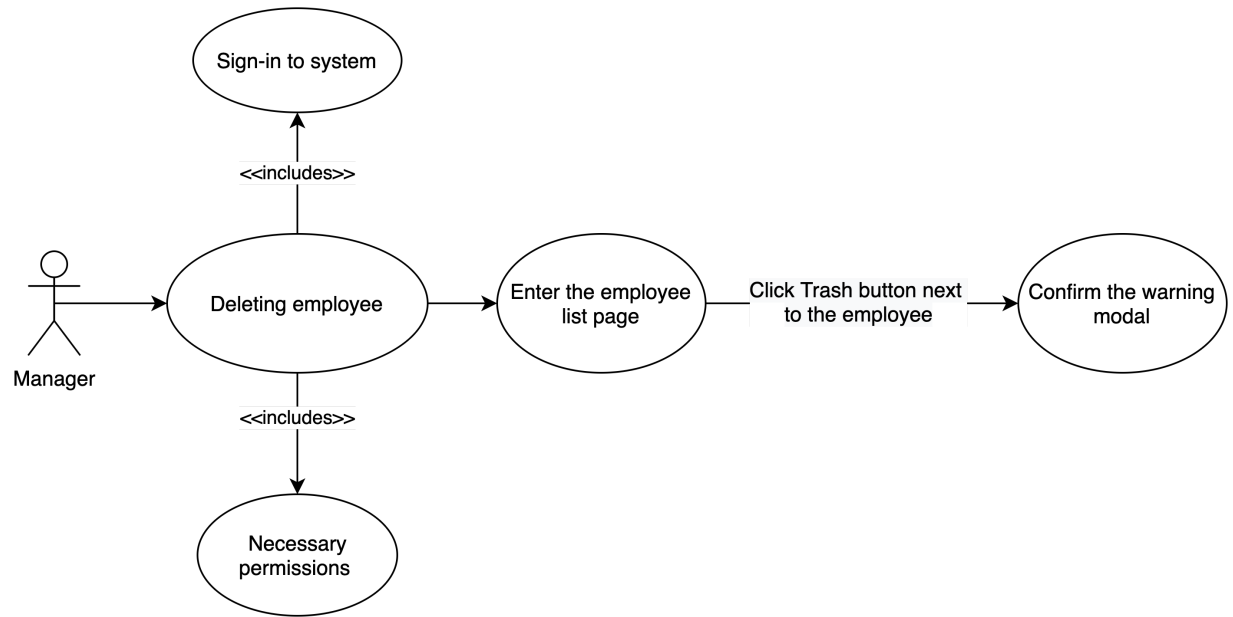 Sign-in to system
<<includes>>
Deleting employee
Enter the employee
list page
Click Trash button next
to the employee
Confirm the warning
modal
Manager
<<includes>>
Necessary
permissions